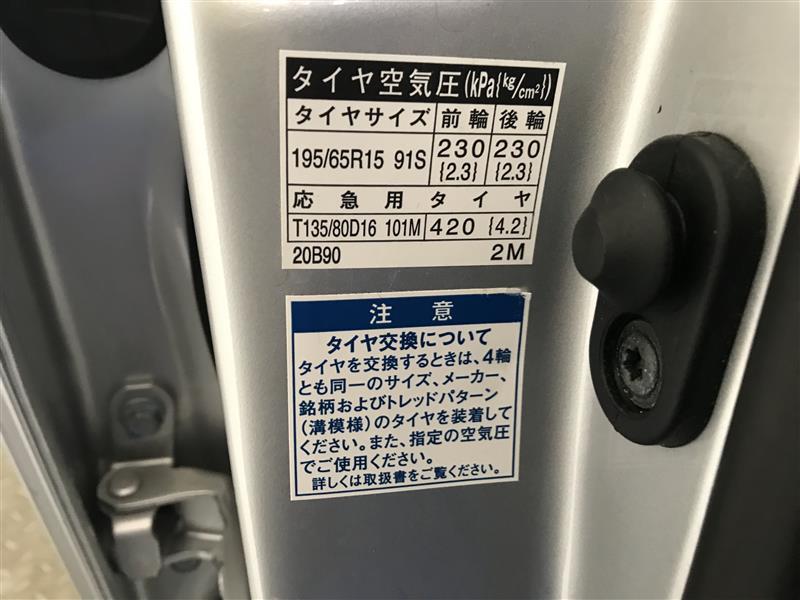 タイヤ空気圧(kPa{kg/cm²})
タイヤサイズ 前輪 後輪
195/65R15 91S 230 {2.3} 230 {2.3}
応急用タイヤ
T135/80D16 101M 420 {4.2}
20B90 2M
注意
タイヤ交換について
タイヤを交換するときは、4輪
とも同一のサイズ、メーカー、
銘柄およびトレッドパターン
(溝模様)のタイヤを装着して
ください。また、指定の空気圧
でご使用ください。
詳しくは取扱書をご覧ください。